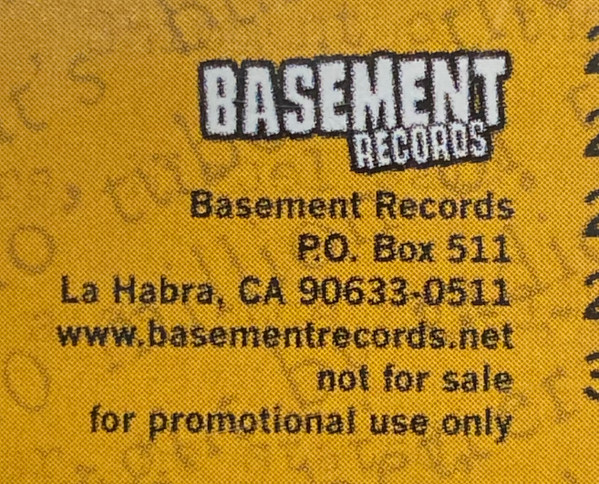 BASEMENT
RECORDS
Basement Records
P.O. Box 511
La Habra, CA 90633-0511
www.basementrecords.net
not for sale
for promotional use only